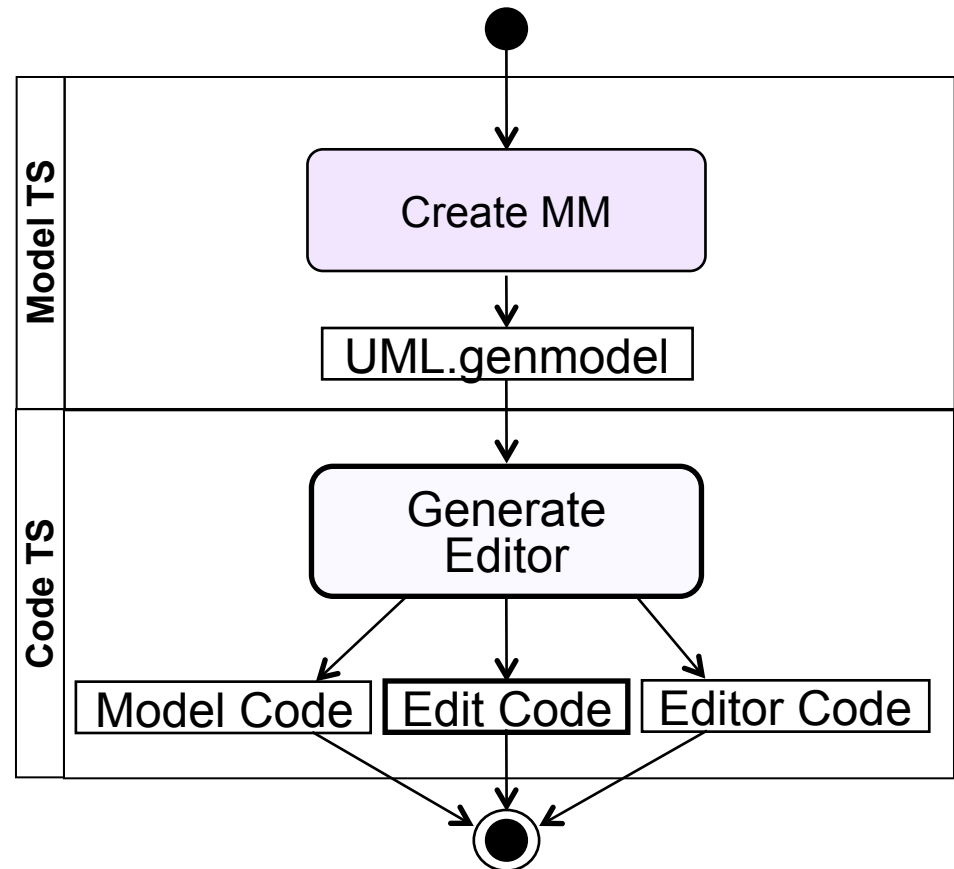 Model TS
Create MM
UML.genmodel
Code TS
Generate
Editor
Model Code
Edit Code
Editor Code